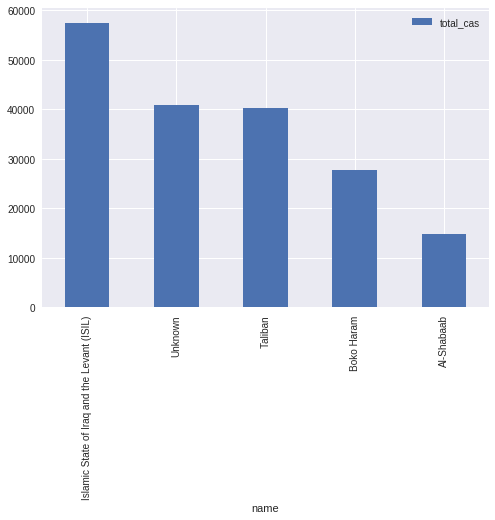 60000
50000
40000
30000
20000
10000
0
total_cas
Islamic State of Iraq and the Levant (ISIL)
Unknown
Taliban
Boko Haram
Al-Shabaab
name